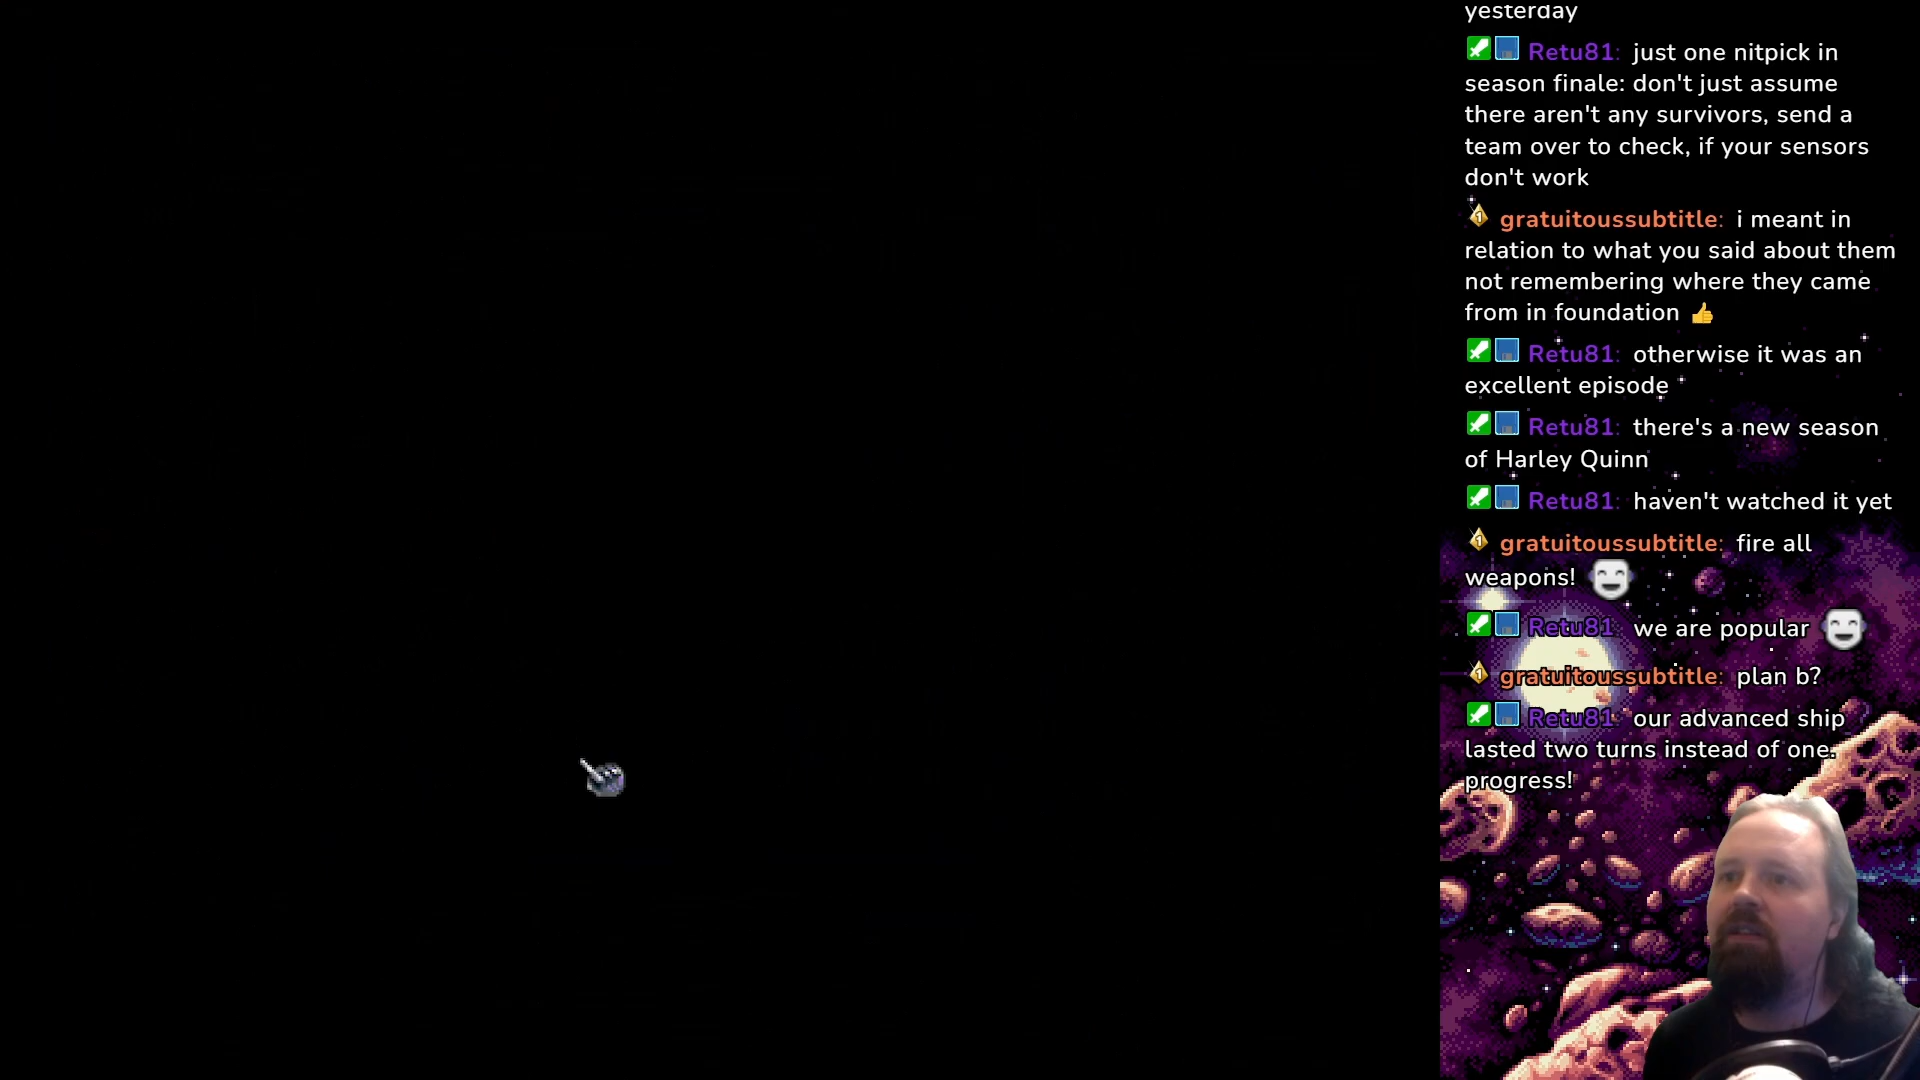 yesterday
Retu81: just one nitpick in
season finale: don't just assume
there aren't any survivors, send a
team over to check, if your sensors
don't work
gratuitoussubtitle: i meant in
relation to what you said about them
not remembering where they came
from in foundation 👍
Retu81: otherwise it was an
excellent episode
Retu81: there's a new season
of Harley Quinn
Retu81: haven't watched it yet
gratuitoussubtitle: fire all
weapons!
Retu81: we are popular
gratuitoussubtitle: plan b?
Retu81: our advanced ship
lasted two turns instead of one.
progress!